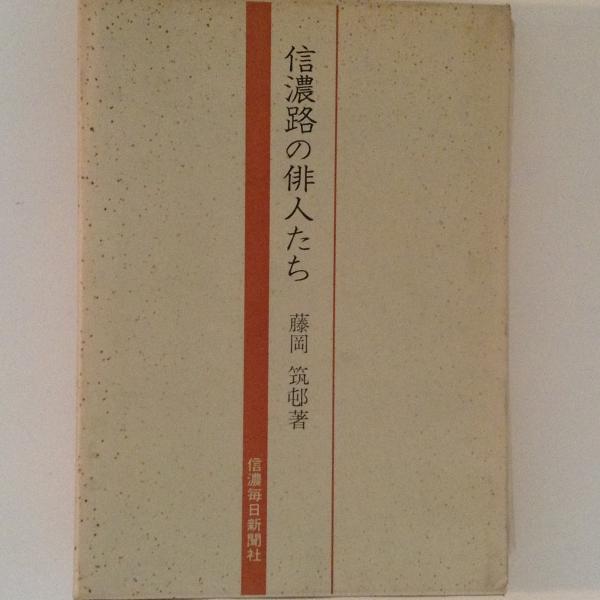 信濃路の俳人たち
藤岡 筑邨著
信濃毎日新聞社